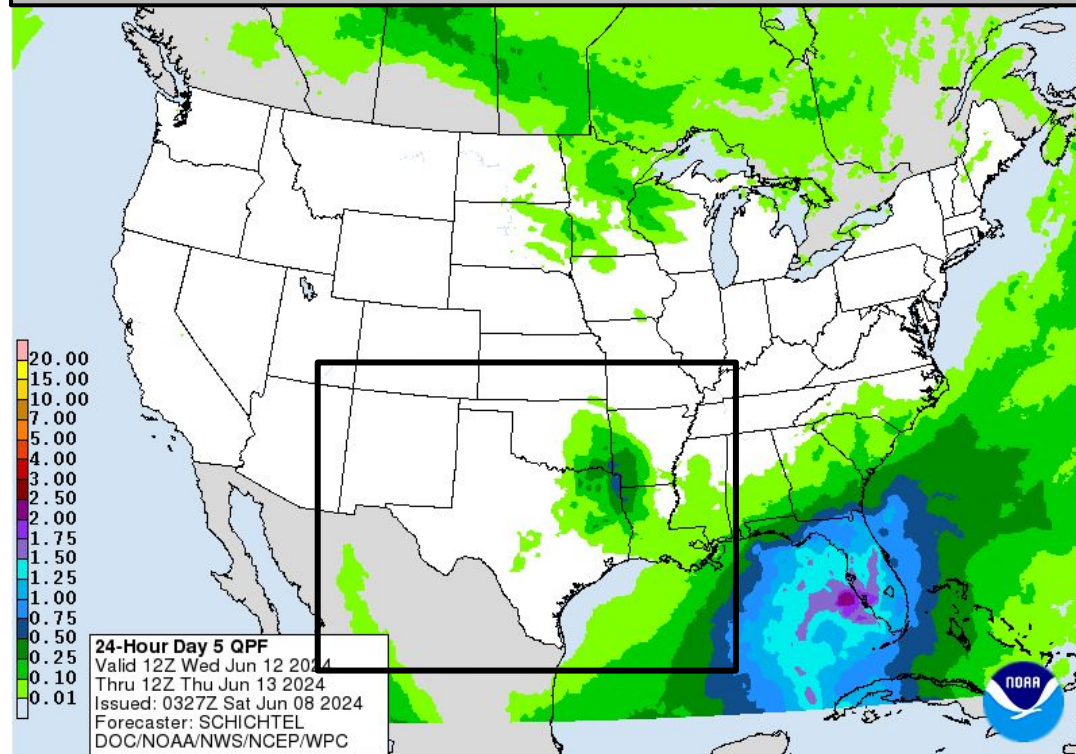 20.00
15.00
10.00
7.00
5.00
4.00
3.00
2.50
2.00
1.75
1.50
1.25
1.00
0.75
0.50
0.25
0.10
0.01
24-Hour Day 5 QPF
Valid 12Z Wed Jun 12 2024
Thru 12Z Thu Jun 13 2024
Issued: 0327Z Sat Jun 08 2024
Forecaster: SCHICHTEL
DOC/NOAA/NWS/NCEP/WPC
NOAA